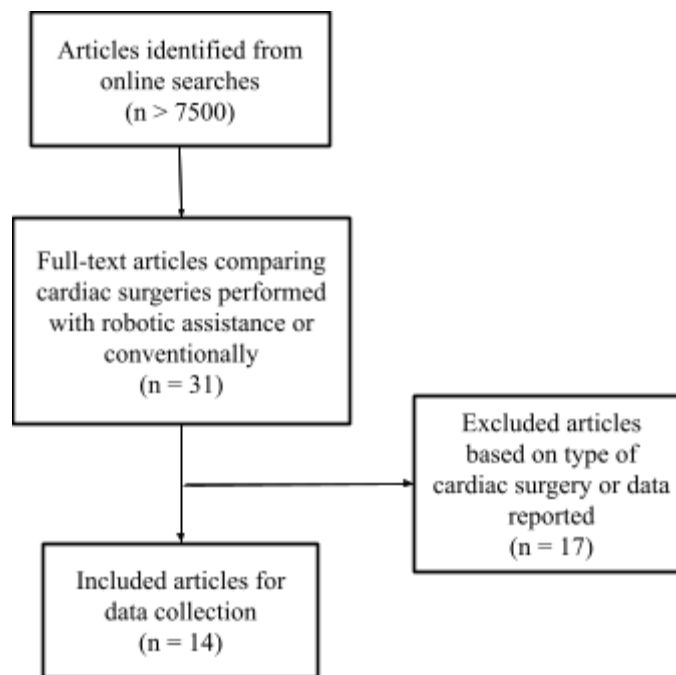 Articles identified from
online searches
(n > 7500)
Full-text articles comparing
cardiac surgeries performed
with robotic assistance or
conventionally
(n = 31)
Excluded articles
based on type of
cardiac surgery or data
reported
(n = 17)
Included articles for
data collection
(n = 14)